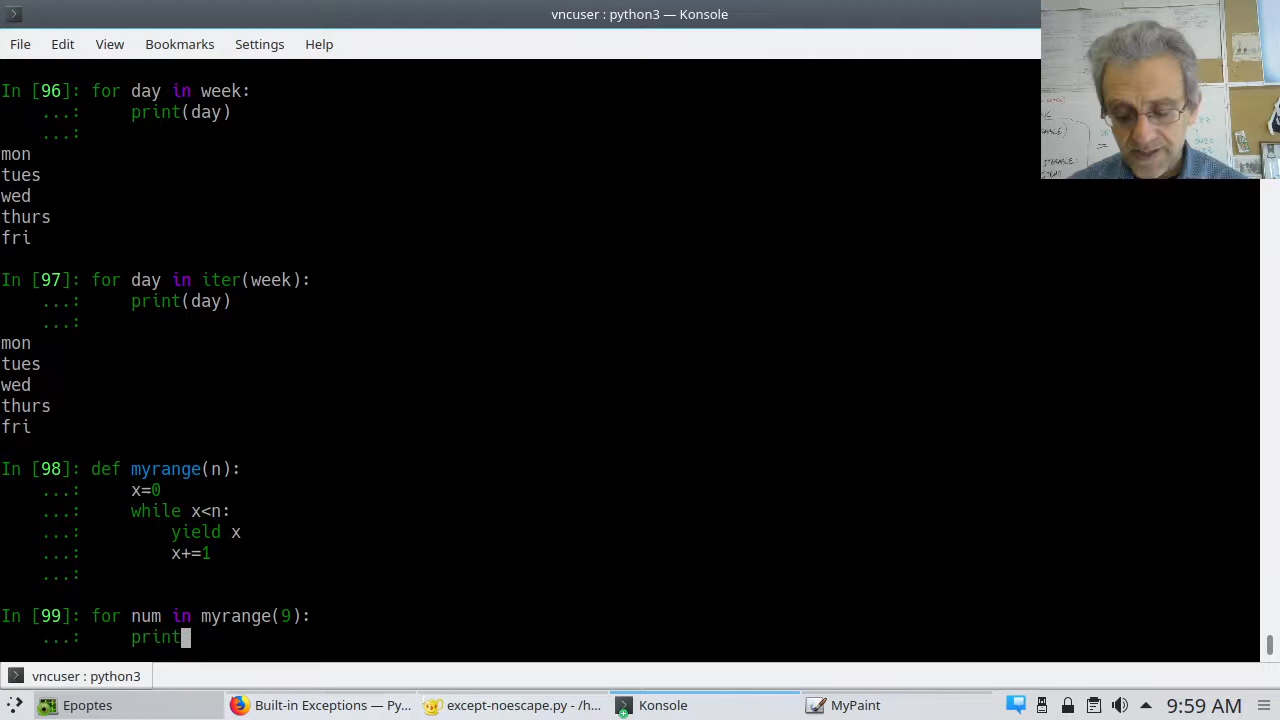 vncuser : python3 — Konsole
File Edit View Bookmarks Settings Help
In [96]: for day in week:
...: print(day)
...:
mon
tues
wed
thurs
fri
In [97]: for day in iter(week):
...: print(day)
...:
mon
tues
wed
thurs
fri
In [98]: def myrange(n):
...: x=0
...: while x<n:
...: yield x
...: x+=1
...:
In [99]: for num in myrange(9):
...: print
vncuser : python3
Epoptes Built-in Exceptions — Py... except-noescape.py - /h... Konsole MyPaint 9:59 AM